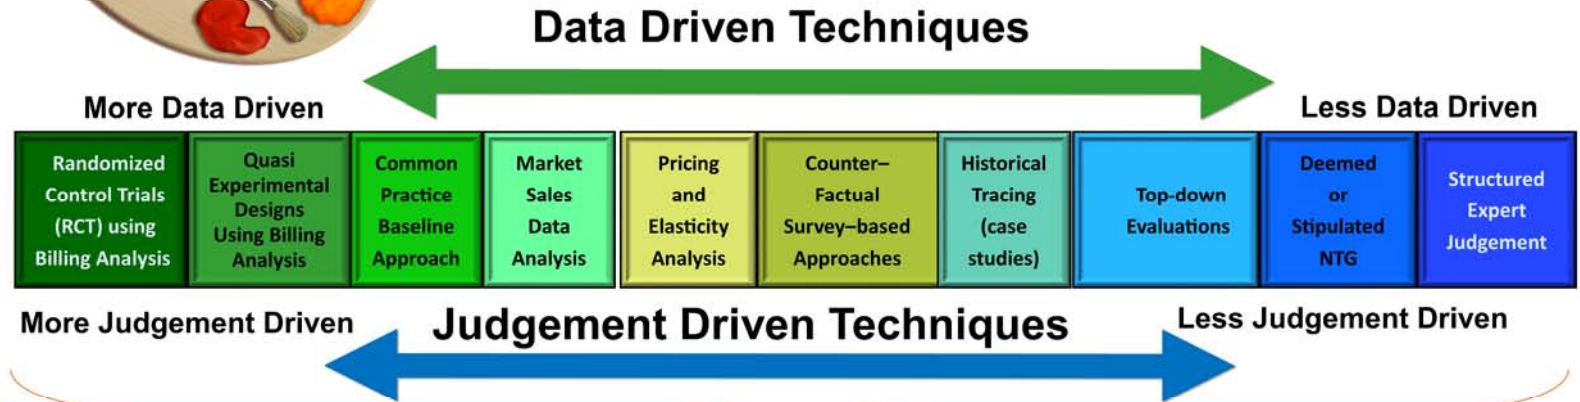 Data Driven Techniques
More Data Driven
Less Data Driven
Randomized
Control Trials
(RCT) using
Billing Analysis
Quasi
Experimental
Designs
Using Billing
Analysis
Common
Practice
Baseline
Approach
Market
Sales
Data
Analysis
Pricing
and
Elasticity
Analysis
Counter–
Factual
Survey–based
Approaches
Historical
Tracing
(case
studies)
Top-down
Evaluations
Deemed
or
Stipulated
NTG
Structured
Expert
Judgement
More Judgement Driven
Judgement Driven Techniques
Less Judgement Driven